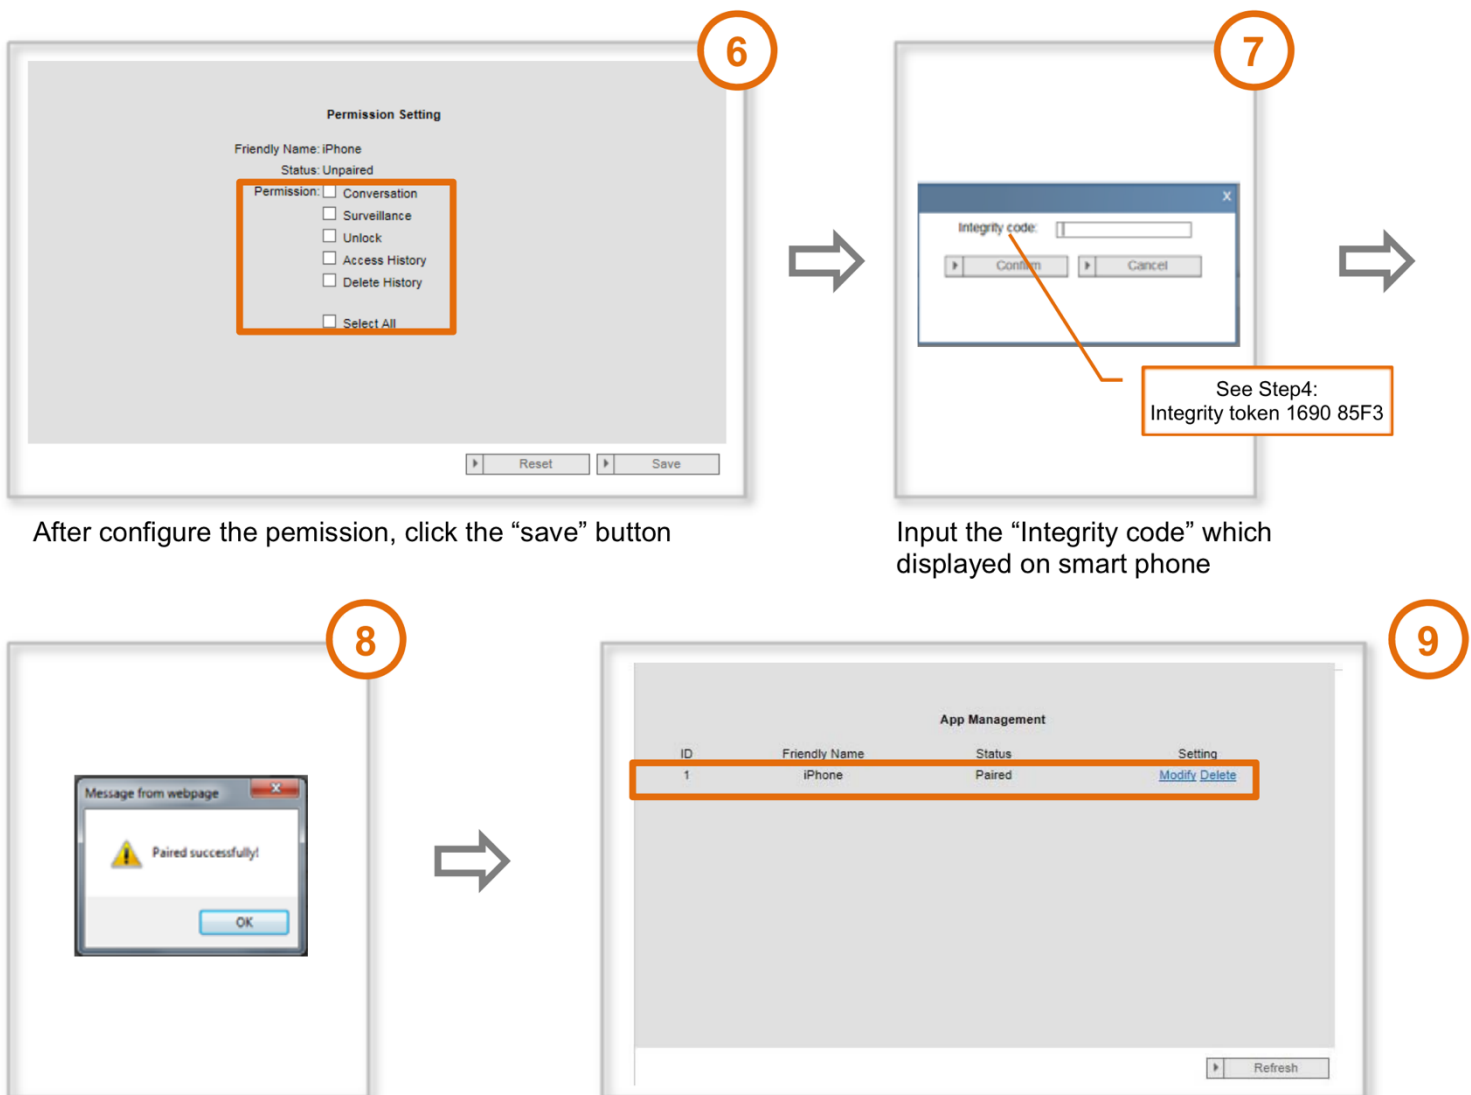 6
Permission Setting
Friendly Name: iPhone
Status: Unpaired
Permission: Conversation
Surveillance
Unlock
Access History
Delete History
Select All
Reset Save
After configure the pemission, click the “save” button
7
X
Integrity code:
Confirm Cancel
See Step4:
Integrity token 1690 85F3
Input the “Integrity code” which
displayed on smart phone
8
Message from webpage
Paired successfully!
OK
9
App Management
ID Friendly Name Status Setting
1 iPhone Paired Modify Delete
Refresh